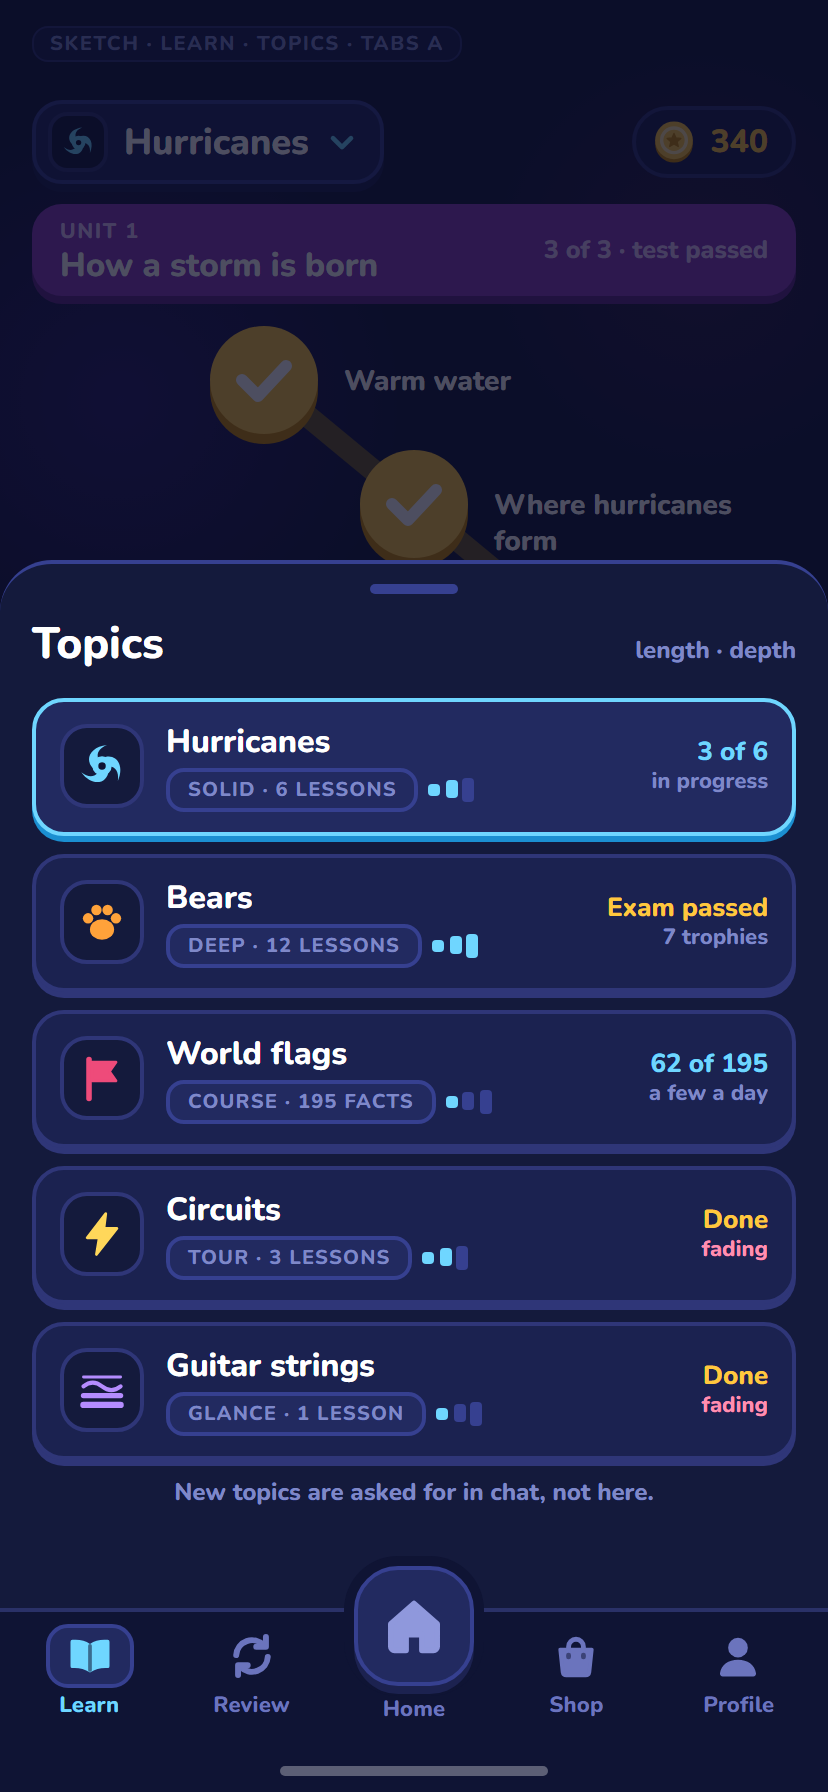 SKETCH · LEARN · TOPICS · TABS A
Hurricanes
340
UNIT 1
How a storm is born
3 of 3 · test passed
Warm water
Where hurricanes
form
Topics
length · depth
Hurricanes
SOLID · 6 LESSONS
3 of 6
in progress
Bears
DEEP · 12 LESSONS
Exam passed
7 trophies
World flags
COURSE · 195 FACTS
62 of 195
a few a day
Circuits
TOUR · 3 LESSONS
Done
fading
Guitar strings
GLANCE · 1 LESSON
Done
fading
New topics are asked for in chat, not here.
Learn
Review
Home
Shop
Profile